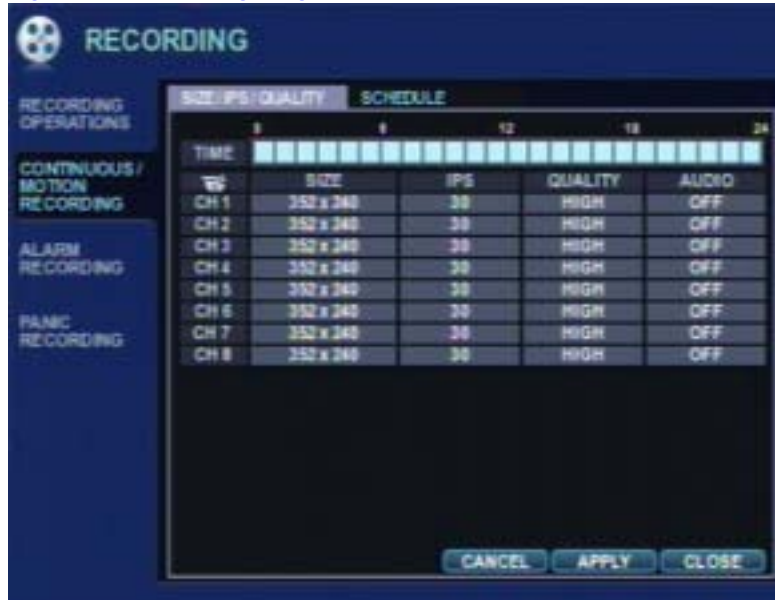 RECORDING
RECORDING OPERATIONS
CONTINUOUS / MOTION RECORDING
ALARM RECORDING
PANIC RECORDING
SIZE / IPS / QUALITY SCHEDULE
0 6 12 18 24
TIME
SIZE IPS QUALITY AUDIO
CH 1 352 x 240 30 HIGH OFF
CH 2 352 x 240 30 HIGH OFF
CH 3 352 x 240 30 HIGH OFF
CH 4 352 x 240 30 HIGH OFF
CH 5 352 x 240 30 HIGH OFF
CH 6 352 x 240 30 HIGH OFF
CH 7 352 x 240 30 HIGH OFF
CH 8 352 x 240 30 HIGH OFF
CANCEL APPLY CLOSE